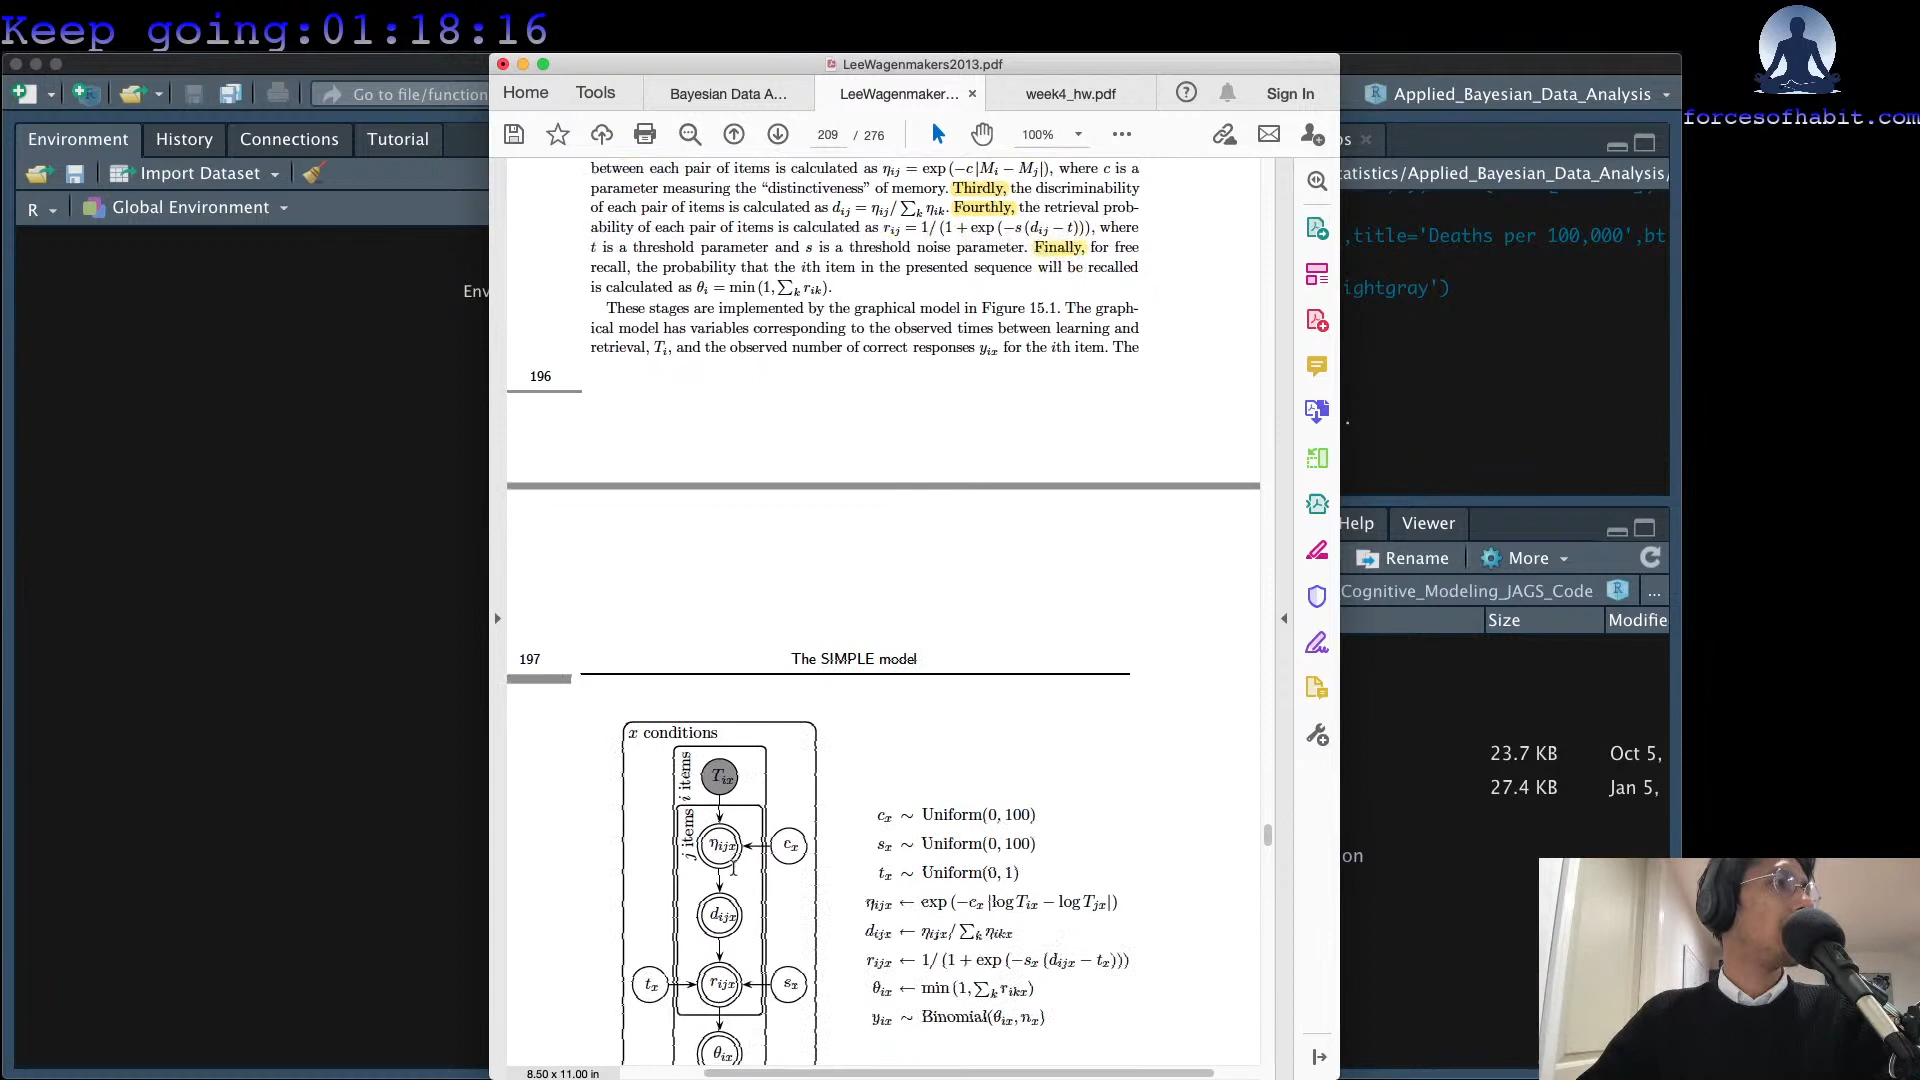 Keep going:01:18:16
forcesofhabit.com
LeeWagenmakers2013.pdf
Home
Tools
Bayesian Data A...
LeeWagenmaker...
week4_hw.pdf
Sign In
209 / 276
100%
Go to file/function
Applied_Bayesian_Data_Analysis
Environment
History
Connections
Tutorial
Import Dataset
R
Global Environment
Env
between each pair of items is calculated as ηij = exp (−c |Mi − Mj|), where c is a
parameter measuring the “distinctiveness” of memory. Thirdly, the discriminability
of each pair of items is calculated as dij = ηij/ ∑k ηik. Fourthly, the retrieval prob-
ability of each pair of items is calculated as rij = 1/ (1 + exp (−s (dij − t))), where
t is a threshold parameter and s is a threshold noise parameter. Finally, for free
recall, the probability that the ith item in the presented sequence will be recalled
is calculated as θi = min (1, ∑k rik).
These stages are implemented by the graphical model in Figure 15.1. The graph-
ical model has variables corresponding to the observed times between learning and
retrieval, Ti, and the observed number of correct responses yix for the ith item. The
196
197
The SIMPLE model
x conditions
i items
j items
Tix
ηijx
cx
dijx
tx
rijx
sx
θix
cx ∼ Uniform(0, 100)
sx ∼ Uniform(0, 100)
tx ∼ Uniform(0, 1)
ηijx ← exp (−cx |log Tix − log Tjx|)
dijx ← ηijx/ ∑k ηikx
rijx ← 1/ (1 + exp (−sx (dijx − tx)))
θix ← min (1, ∑k rikx)
yix ∼ Binomial(θix, nx)
8.50 x 11.00 in
ps
tatistics/Applied_Bayesian_Data_Analysis/
,title='Deaths per 100,000',bt
ightgray')
.
Help
Viewer
Rename
More
Cognitive_Modeling_JAGS_Code
...
Size
Modifie
23.7 KB
Oct 5,
27.4 KB
Jan 5,
on